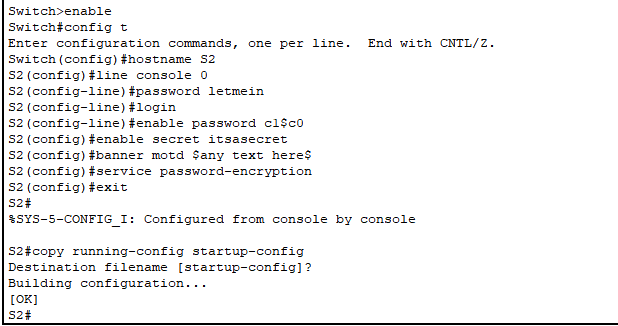 Switch>enable
Switch#config t
Enter configuration commands, one per line.  End with CNTL/Z.
Switch(config)#hostname S2
S2(config)#line console 0
S2(config-line)#password letmein
S2(config-line)#login
S2(config-line)#enable password c1$c0
S2(config)#enable secret itsasecret
S2(config)#banner motd $any text here$
S2(config)#service password-encryption
S2(config)#exit
S2#
%SYS-5-CONFIG_I: Configured from console by console

S2#copy running-config startup-config
Destination filename [startup-config]?
Building configuration...
[OK]
S2#